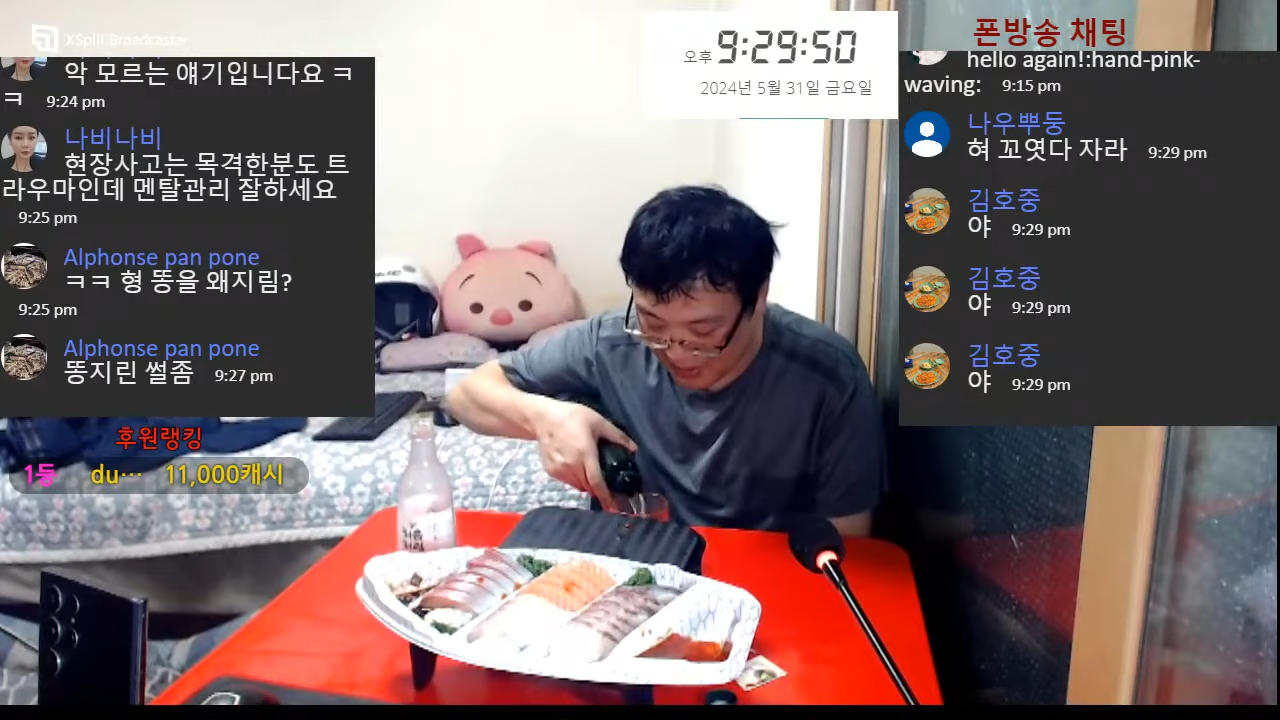 XSplit Broadcaster
악 모르는 얘기입니다요 ㅋ
ㅋ 9:24 pm
나비나비
현장사고는 목격한분도 트
라우마인데 멘탈관리 잘하세요
9:25 pm
Alphonse pan pone
ㅋㅋ 형 똥을 왜지림?
9:25 pm
Alphonse pan pone
똥지린 썰좀 9:27 pm
후원랭킹
1등 du··· 11,000캐시
오후 9:29:50
2024년 5월 31일 금요일
폰방송 채팅
hello again!:hand-pink-
waving: 9:15 pm
나우뿌둥
혀 꼬엿다 자라 9:29 pm
김호중
야 9:29 pm
김호중
야 9:29 pm
김호중
야 9:29 pm
처음
처럼